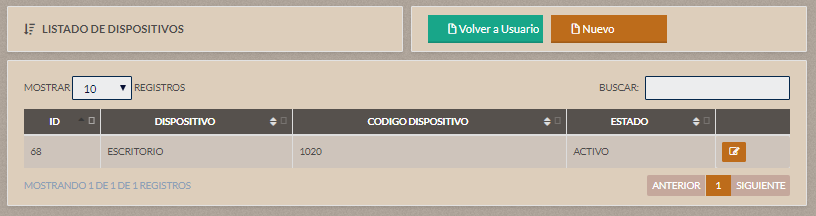 LISTADO DE DISPOSITIVOS
Volver a Usuario
Nuevo
MOSTRAR 10 REGISTROS
BUSCAR:
ID DISPOSITIVO CODIGO DISPOSITIVO ESTADO
68 ESCRITORIO 1020 ACTIVO
MOSTRANDO 1 DE 1 DE 1 REGISTROS
ANTERIOR 1 SIGUIENTE